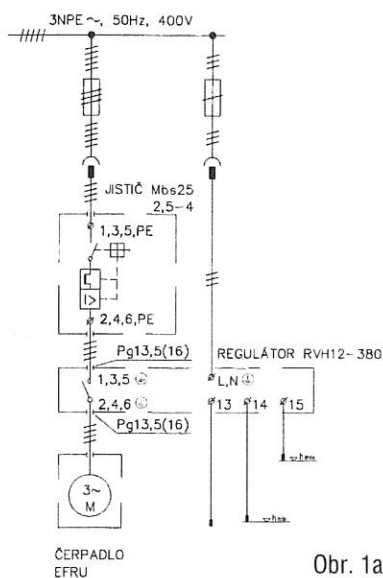 3NPE ~, 50Hz, 400V
JISTIČ Mbs25
2,5-4
1,3,5,PE
I>
2,4,6,PE
Pg13,5(16)
REGULÁTOR RVH12-380
1,3,5
L,N
2,4,6
13
14
15
Pg13,5(16)
3~
M
ČERPADLO
EFRU
Obr. 1a